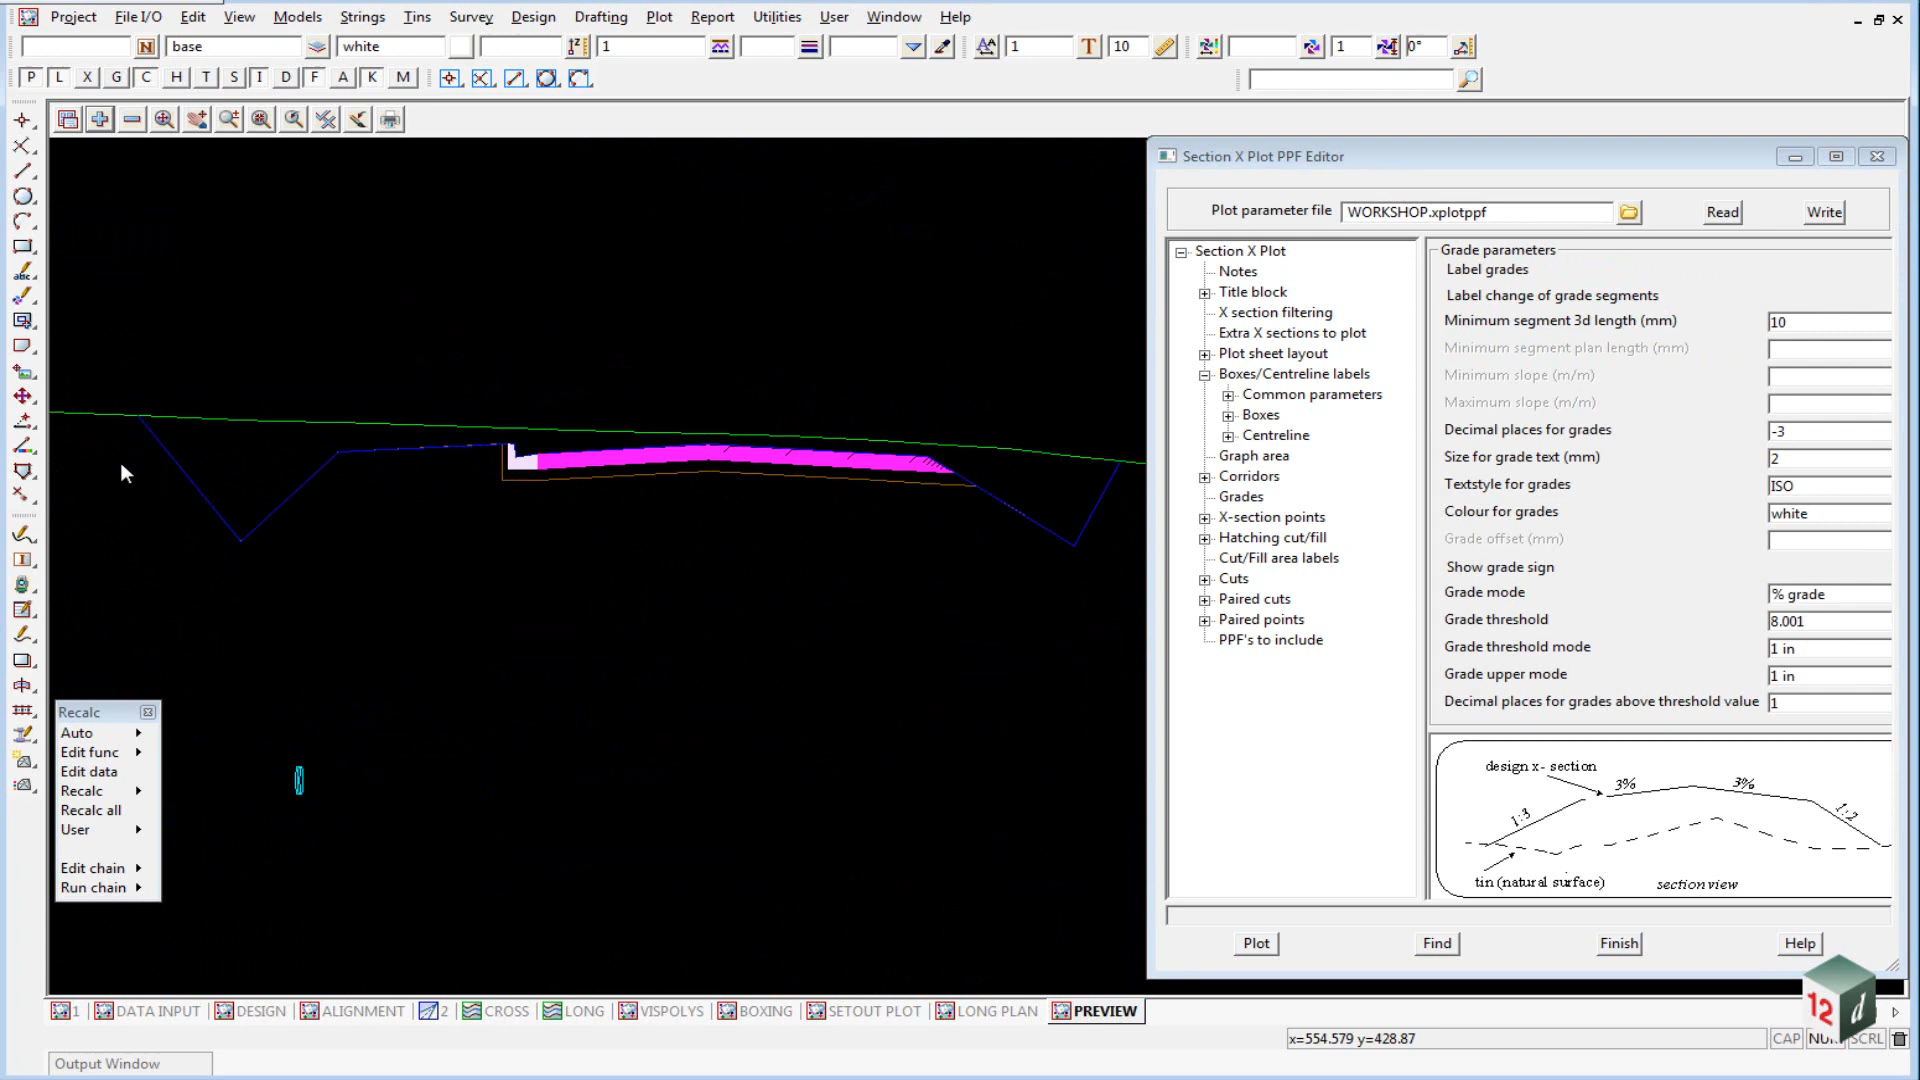 Project File I/O Edit View Models Strings Tins Survey Design Drafting Plot Report Utilities User Window Help
N base white 1 T 1 10 1 0°
P L X G C H T S I D F A K M
Section X Plot PPF Editor
Plot parameter file WORKSHOP.xplotppf Read Write
Section X Plot
Notes
Title block
X section filtering
Extra X sections to plot
Plot sheet layout
Boxes/Centreline labels
Common parameters
Boxes
Centreline
Graph area
Corridors
Grades
X-section points
Hatching cut/fill
Cut/Fill area labels
Cuts
Paired cuts
Paired points
PPF's to include
Grade parameters
Label grades
Label change of grade segments
Minimum segment 3d length (mm) 10
Minimum segment plan length (mm)
Minimum slope (m/m)
Maximum slope (m/m)
Decimal places for grades -3
Size for grade text (mm) 2
Textstyle for grades ISO
Colour for grades white
Grade offset (mm)
Show grade sign
Grade mode % grade
Grade threshold 8.001
Grade threshold mode 1 in
Grade upper mode 1 in
Decimal places for grades above threshold value 1
design x- section
3% 3%
1:3 1:2
tin (natural surface) section view
Plot Find Finish Help
Recalc
Auto
Edit func
Edit data
Recalc
Recalc all
User
Edit chain
Run chain
1 DATA INPUT DESIGN ALIGNMENT 2 CROSS LONG VISPOLYS BOXING SETOUT PLOT LONG PLAN PREVIEW
12 d
x=554.579 y=428.87 CAP NUM SCRL
Output Window